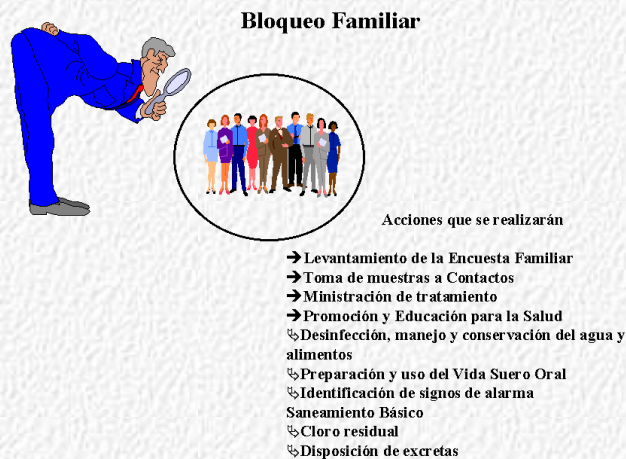 Bloqueo Familiar
Acciones que se realizarán
➔Levantamiento de la Encuesta Familiar
➔Toma de muestras a Contactos
➔Ministración de tratamiento
➔Promoción y Educación para la Salud
↳Desinfección, manejo y conservación del agua y
alimentos
↳Preparación y uso del Vida Suero Oral
↳Identificación de signos de alarma
Saneamiento Básico
↳Cloro residual
↳Disposición de excretas